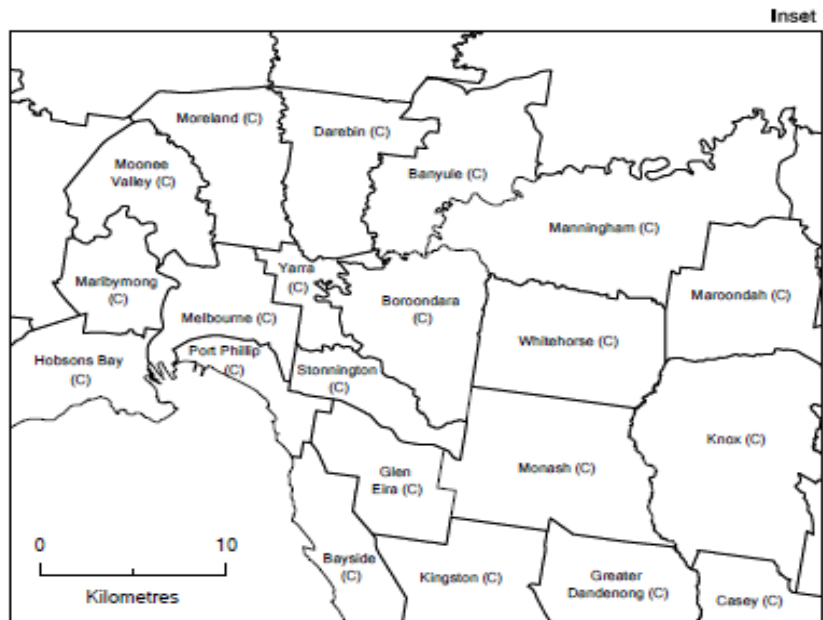 Inset
Moreland (C)
Darebin (C)
Moonee
Valley (C)
Banyule (C)
Manningham (C)
Yarra
(C)
Marlbymong
(C)
Boroondara
(C)
Maroondah (C)
Melbourne (C)
Whitehorse (C)
Hobsons Bay
(C)
Port Phillip
(C)
Stonnington
(C)
Knox (C)
Glen
Eira (C)
Monash (C)
0 10
Kilometres
Bayside
(C)
Kingston (C)
Greater
Dandenong (C)
Casey (C)